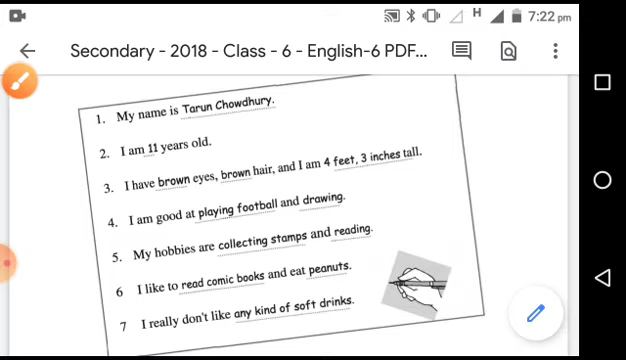 H 7:22 pm
Secondary - 2018 - Class - 6 - English-6 PDF...
1. My name is Tarun Chowdhury.
2. I am 11 years old.
3. I have brown eyes, brown hair, and I am 4 feet, 3 inches tall.
4. I am good at playing football and drawing.
5. My hobbies are collecting stamps and reading.
6 I like to read comic books and eat peanuts.
7 I really don't like any kind of soft drinks.